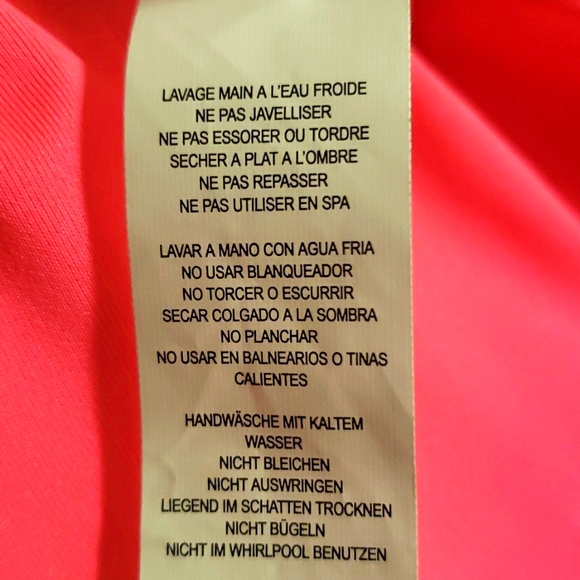 LAVAGE MAIN A L'EAU FROIDE
NE PAS JAVELLISER
NE PAS ESSORER OU TORDRE
SECHER A PLAT A L'OMBRE
NE PAS REPASSER
NE PAS UTILISER EN SPA
LAVAR A MANO CON AGUA FRIA
NO USAR BLANQUEADOR
NO TORCER O ESCURRIR
SECAR COLGADO A LA SOMBRA
NO PLANCHAR
NO USAR EN BALNEARIOS O TINAS
CALIENTES
HANDWÄSCHE MIT KALTEM
WASSER
NICHT BLEICHEN
NICHT AUSWRINGEN
LIEGEND IM SCHATTEN TROCKNEN
NICHT BÜGELN
NICHT IM WHIRLPOOL BENUTZEN